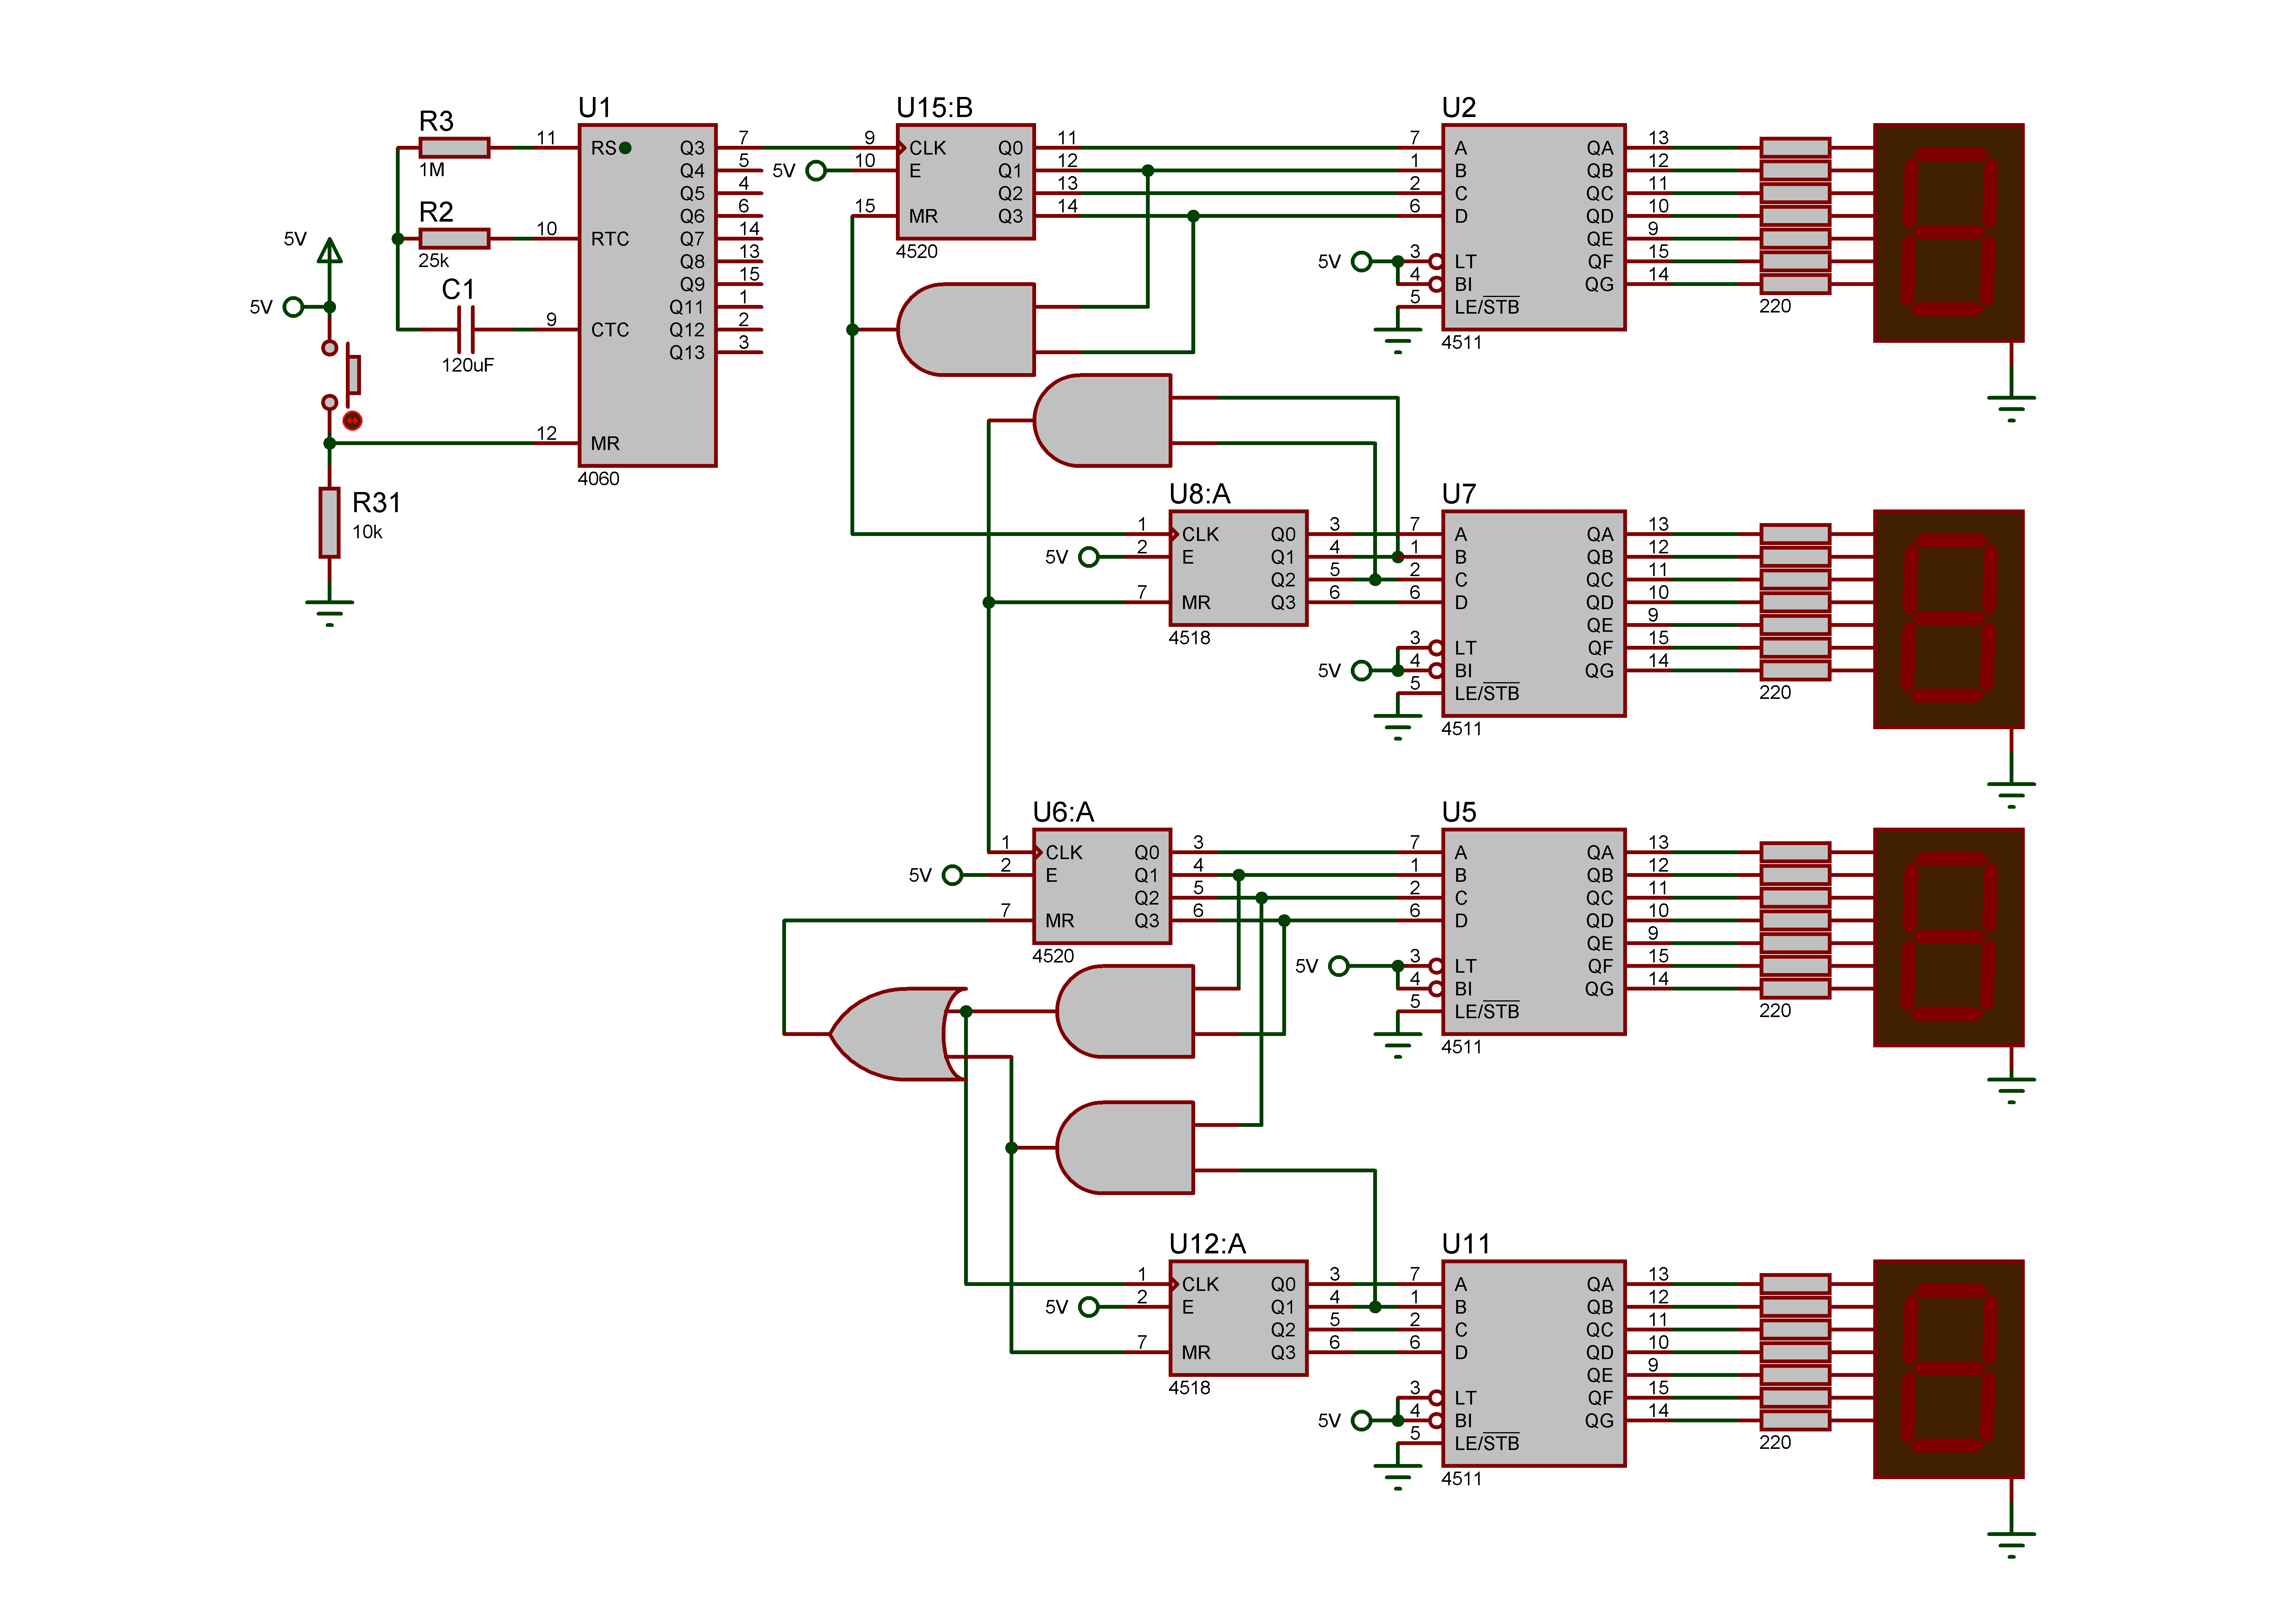 R3
1M
R2
25k
C1
120uF
5V
5V
R31
10k
U1
11 RS Q3 7
Q4 5
Q5 4
Q6 6
10 RTC Q7 14
Q8 13
Q9 15
Q11 1
9 CTC Q12 2
Q13 3
12 MR
4060
U15:B
9 CLK Q0 11
5V 10 E Q1 12
Q2 13
15 MR Q3 14
4520
U2
7 A QA 13
1 B QB 12
2 C QC 11
6 D QD 10
QE 9
5V 3 LT QF 15
4 BI QG 14
5 LE/STB
4511
220
U8:A
1 CLK Q0 3
5V 2 E Q1 4
Q2 5
7 MR Q3 6
4518
U7
7 A QA 13
1 B QB 12
2 C QC 11
6 D QD 10
QE 9
3 LT QF 15
5V 4 BI QG 14
5 LE/STB
4511
220
U6:A
1 CLK Q0 3
5V 2 E Q1 4
Q2 5
7 MR Q3 6
4520
U5
7 A QA 13
1 B QB 12
2 C QC 11
6 D QD 10
QE 9
5V 3 LT QF 15
4 BI QG 14
5 LE/STB
4511
220
U12:A
1 CLK Q0 3
5V 2 E Q1 4
Q2 5
7 MR Q3 6
4518
U11
7 A QA 13
1 B QB 12
2 C QC 11
6 D QD 10
QE 9
3 LT QF 15
5V 4 BI QG 14
5 LE/STB
4511
220